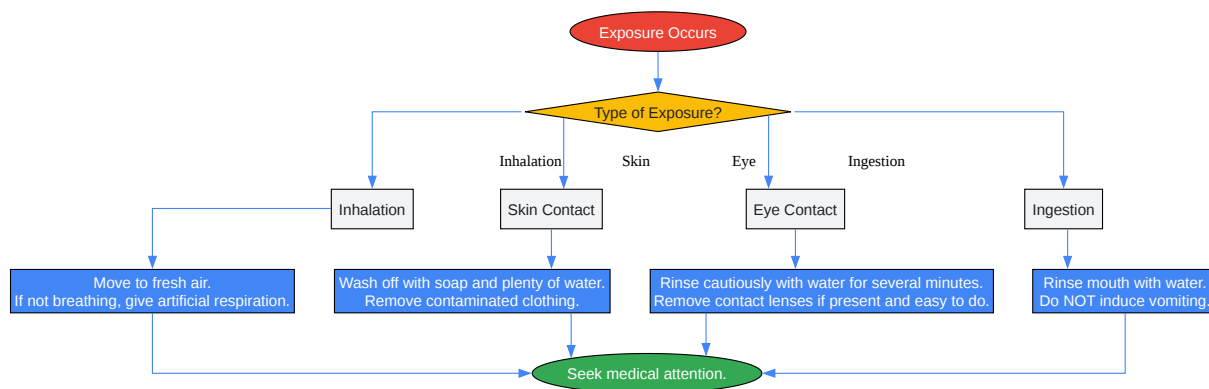 Exposure Occurs
Type of Exposure?
Inhalation
Skin
Eye
Ingestion
Inhalation
Skin Contact
Eye Contact
Ingestion
Move to fresh air.
If not breathing, give artificial respiration.
Wash off with soap and plenty of water.
Remove contaminated clothing.
Rinse cautiously with water for several minutes.
Remove contact lenses if present and easy to do.
Rinse mouth with water.
Do NOT induce vomiting.
Seek medical attention.